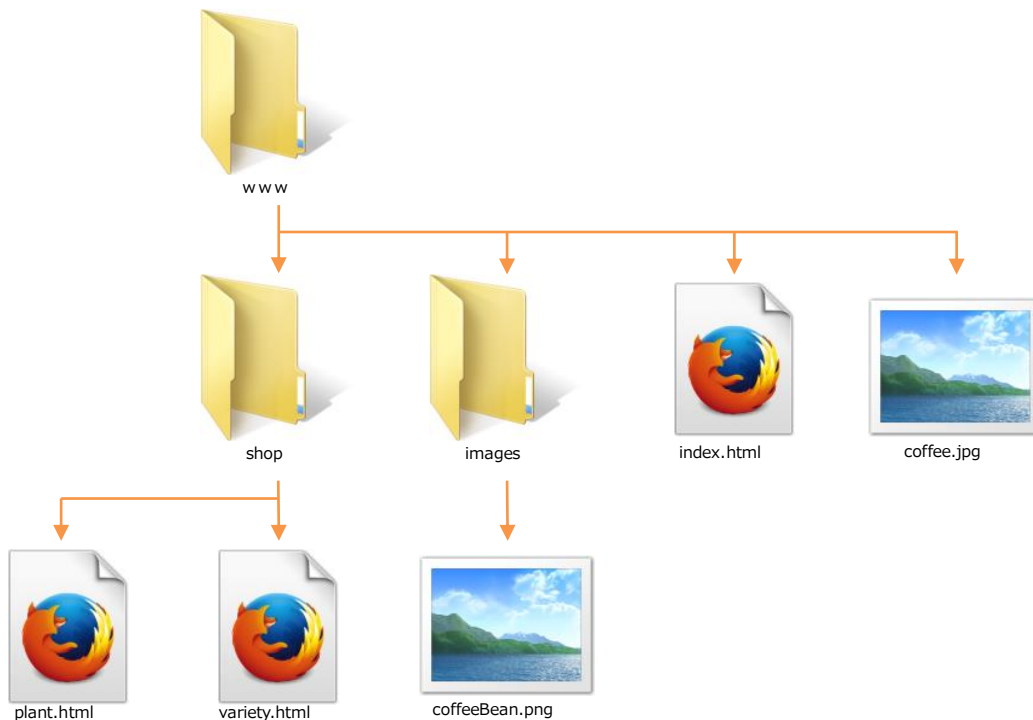 www
shop
images
index.html
coffee.jpg
plant.html
variety.html
coffeeBean.png